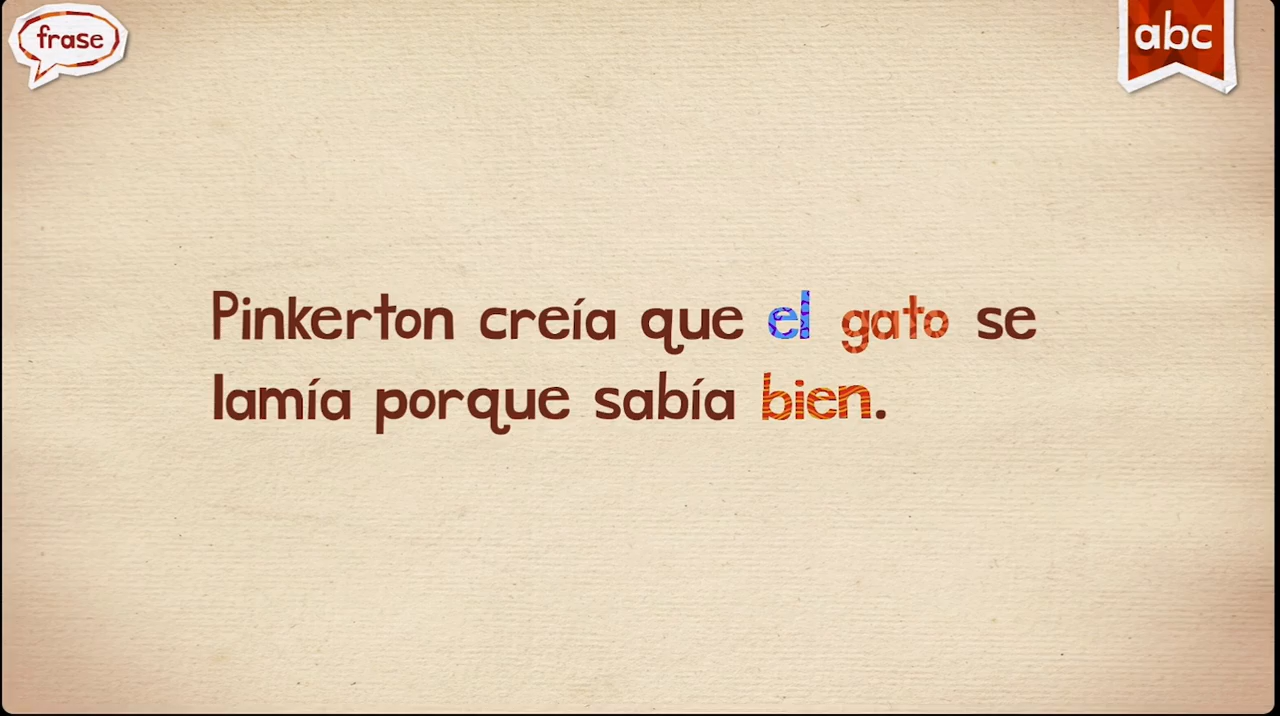 frase
abc
Pinkerton creía que el gato se
lamía porque sabía bien.